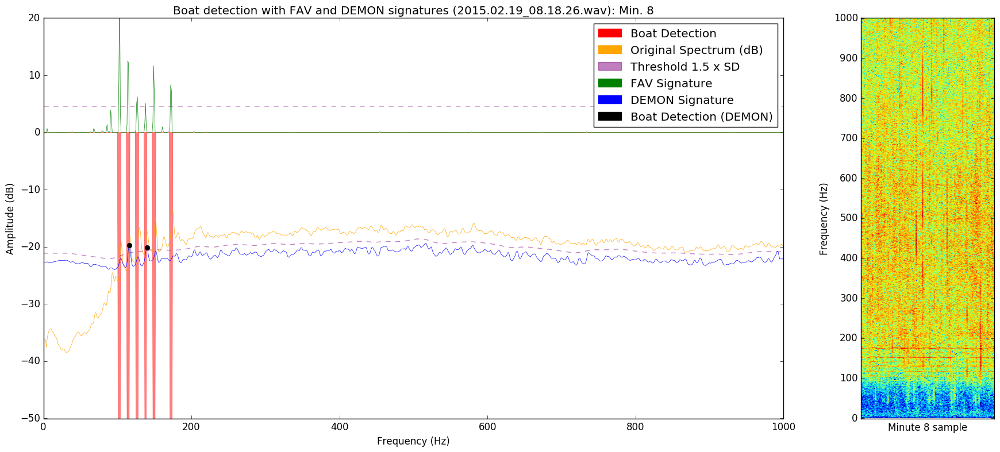 Boat detection with FAV and DEMON signatures (2015.02.19_08.18.26.wav): Min. 8
Boat Detection
Original Spectrum (dB)
Threshold 1.5 x SD
FAV Signature
DEMON Signature
Boat Detection (DEMON)
Amplitude (dB)
20
10
0
−10
−20
−30
−40
−50
0
200
400
600
800
1000
Frequency (Hz)
Frequency (Hz)
1000
900
800
700
600
500
400
300
200
100
0
Minute 8 sample